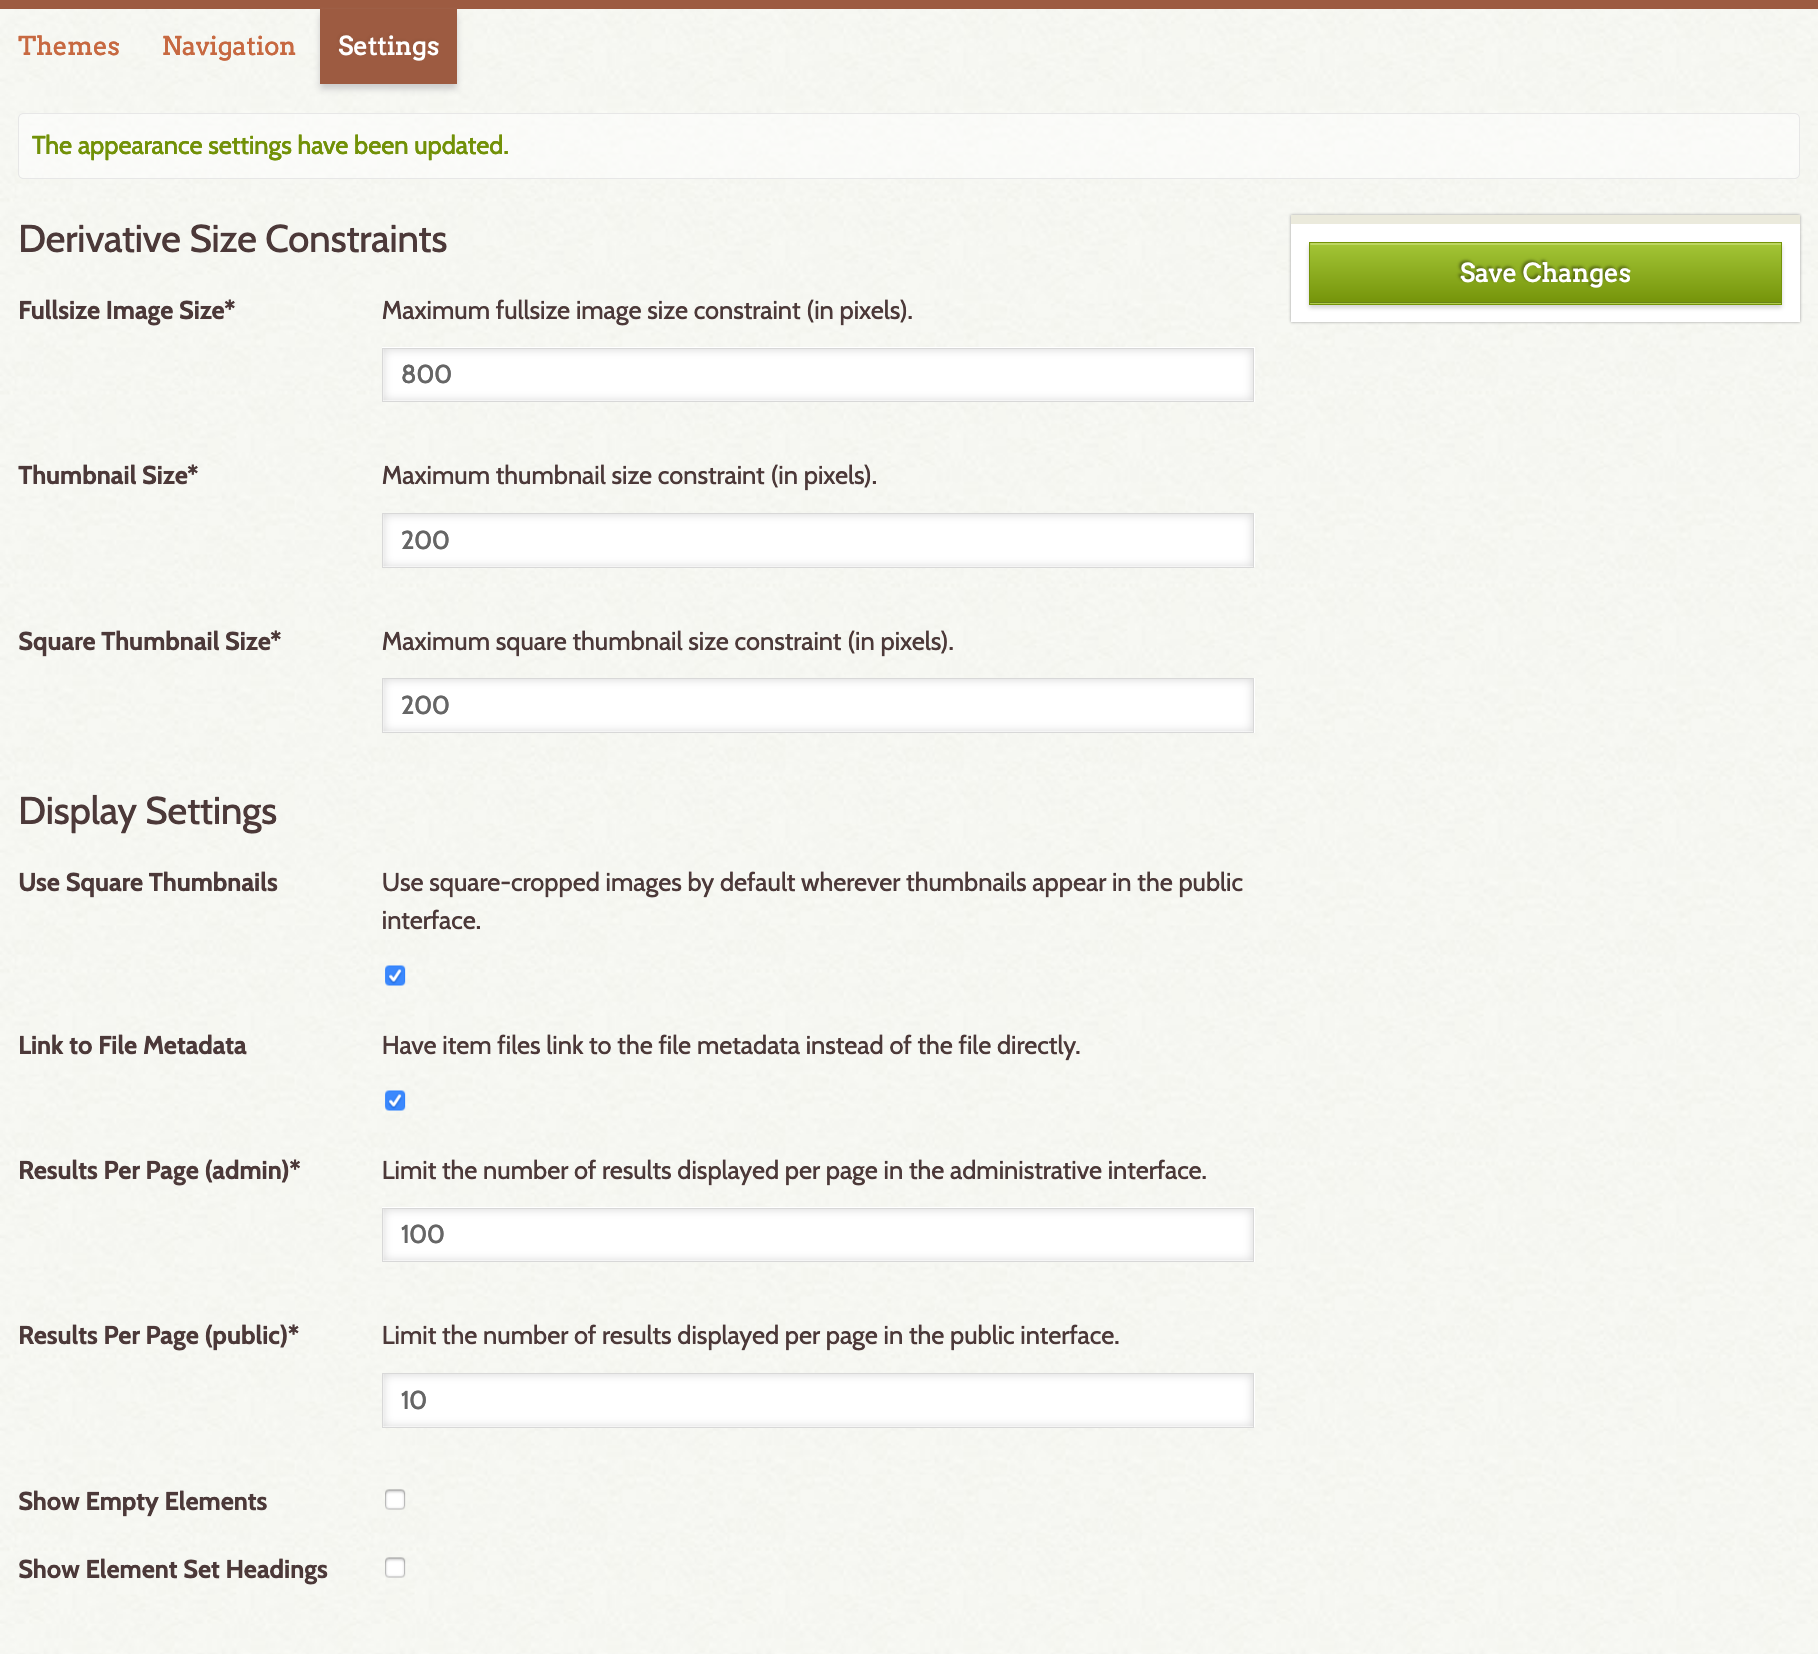 Themes Navigation Settings
The appearance settings have been updated.
Derivative Size Constraints
Save Changes
Fullsize Image Size* Maximum fullsize image size constraint (in pixels).
800
Thumbnail Size* Maximum thumbnail size constraint (in pixels).
200
Square Thumbnail Size* Maximum square thumbnail size constraint (in pixels).
200
Display Settings
Use Square Thumbnails Use square-cropped images by default wherever thumbnails appear in the public
interface.
Link to File Metadata Have item files link to the file metadata instead of the file directly.
Results Per Page (admin)* Limit the number of results displayed per page in the administrative interface.
100
Results Per Page (public)* Limit the number of results displayed per page in the public interface.
10
Show Empty Elements
Show Element Set Headings